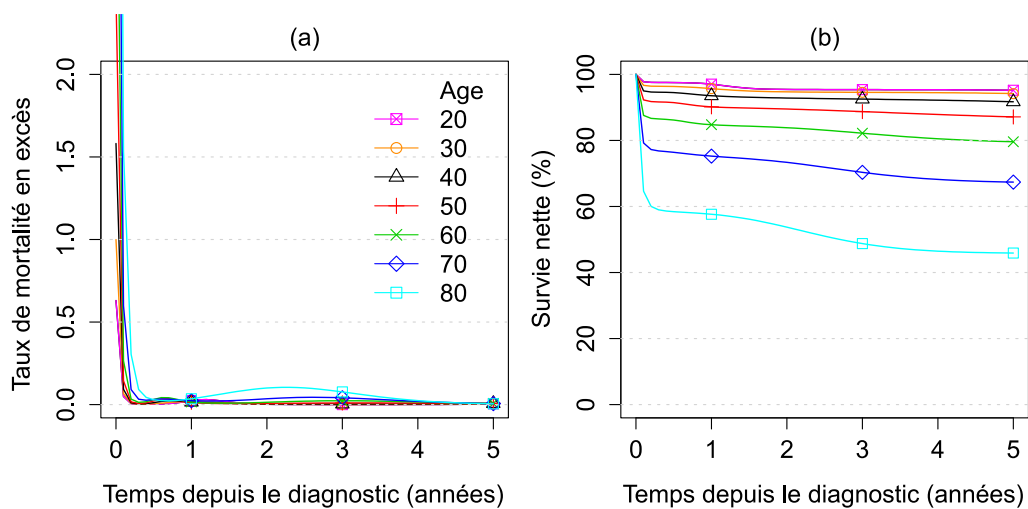 (a)
Taux de mortalité en excès
2.0
1.5
1.0
0.5
0.0
Age
20
30
40
50
60
70
80
0 1 2 3 4 5
Temps depuis le diagnostic (années)
(b)
Survie nette (%)
100
80
60
40
20
0
0 1 2 3 4 5
Temps depuis le diagnostic (années)